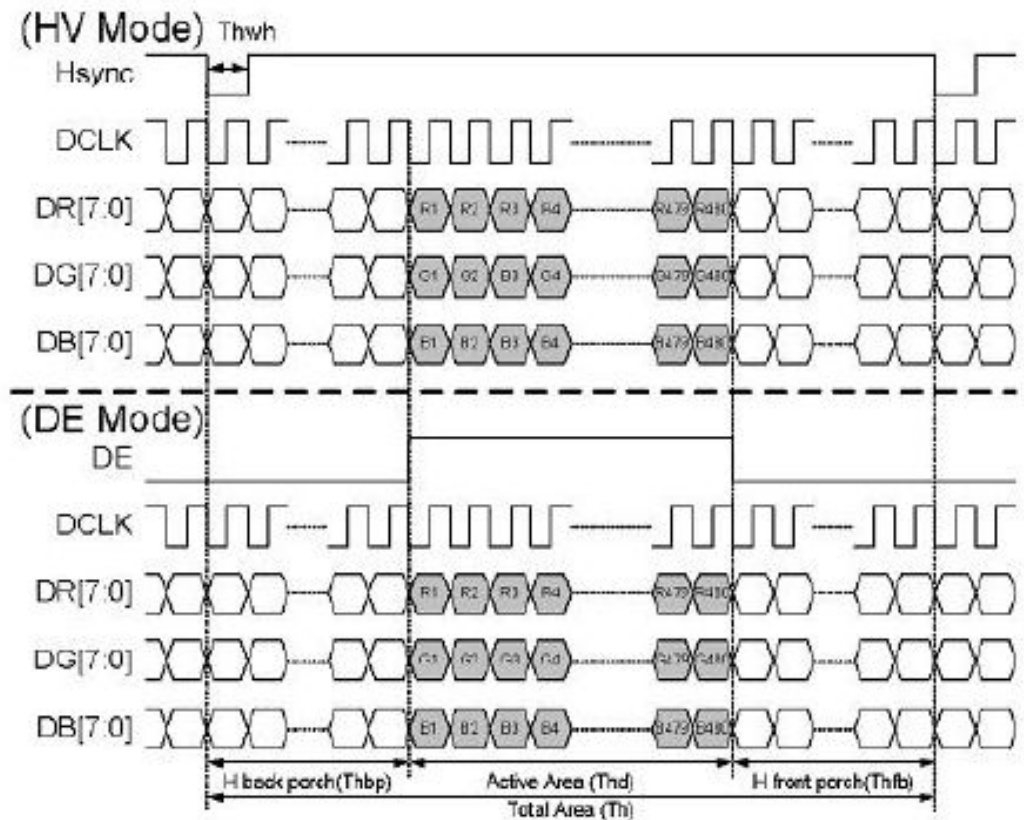 (HV Mode) Thwh
Hsync
DCLK
DR[7:0] R1 R2 R3 R4 R479 R480
DG[7:0] G1 G2 G3 G4 G479 G480
DB[7:0] B1 B2 B3 B4 B479 B480
(DE Mode)
DE
DCLK
DR[7:0] R1 R2 R3 R4 R479 R480
DG[7:0] G1 G2 G3 G4 G479 G480
DB[7:0] B1 B2 B3 B4 B479 B480
H back porch(Thbp) Active Area (Thd) H front porch(Thfb)
Total Area (Th)